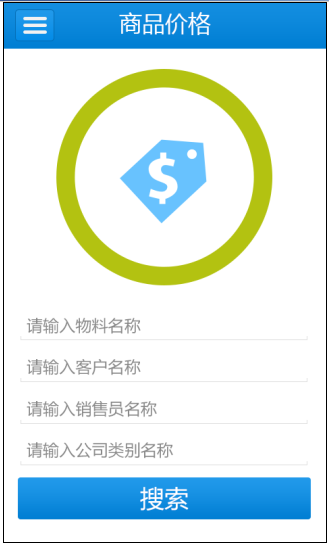 商品价格
$
请输入物料名称
请输入客户名称
请输入销售员名称
请输入公司类别名称
搜索